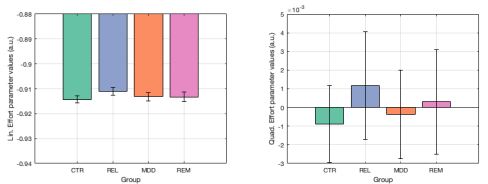 -0.88
-0.89
-0.9
-0.91
-0.92
-0.93
-0.94
Lin. Effort parameter values (a.u.)
CTR REL MDD REM
Group
5 ×10⁻³
4
3
2
1
0
-1
-2
-3
Quad. Effort parameter values (a.u.)
CTR REL MDD REM
Group